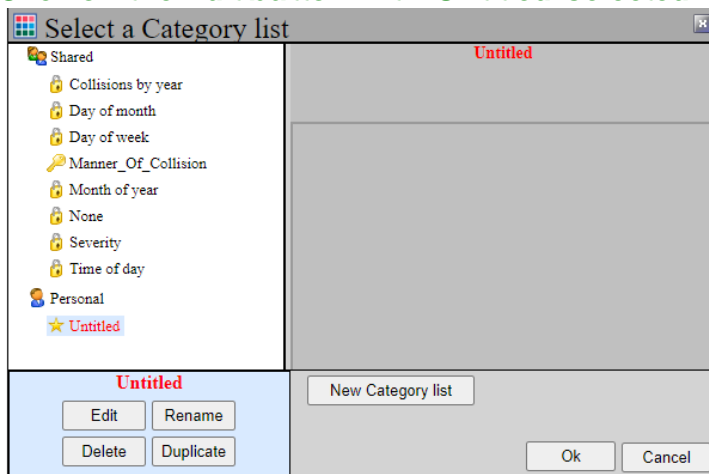 Select a Category list
Shared
Collisions by year
Day of month
Day of week
Manner_Of_Collision
Month of year
None
Severity
Time of day
Personal
Untitled
Untitled
Untitled
Edit Rename
Delete Duplicate
New Category list
Ok Cancel